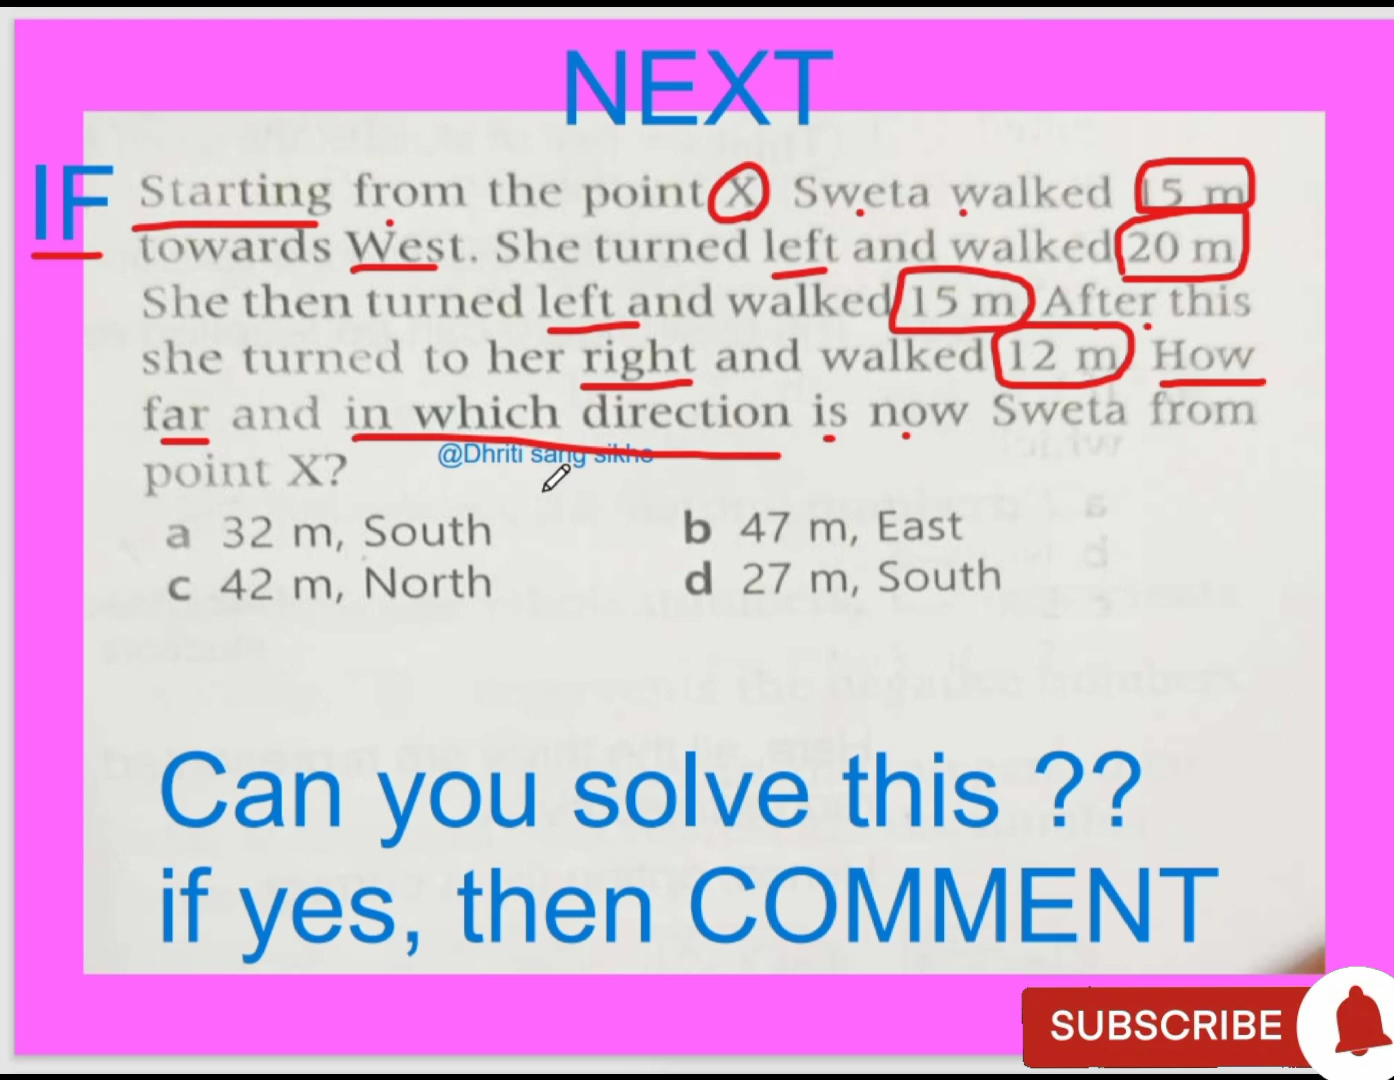 NEXT
IF
Starting from the point X Sweta walked 15 m
towards West. She turned left and walked 20 m
She then turned left and walked 15 m After this
she turned to her right and walked 12 m How
far and in which direction is now Sweta from
@Dhriti sang sikhe
point X?
a 32 m, South b 47 m, East
c 42 m, North d 27 m, South
Can you solve this ??
if yes, then COMMENT
SUBSCRIBE